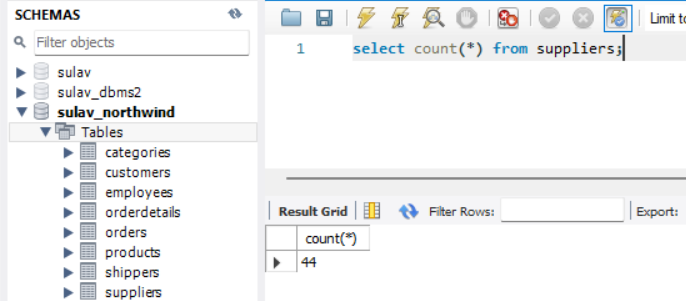 SCHEMAS
Filter objects
sulav
sulav_dbms2
sulav_northwind
Tables
categories
customers
employees
orderdetails
orders
products
shippers
suppliers
Limit to
1 select count(*) from suppliers;
Result Grid Filter Rows: Export:
count(*)
44